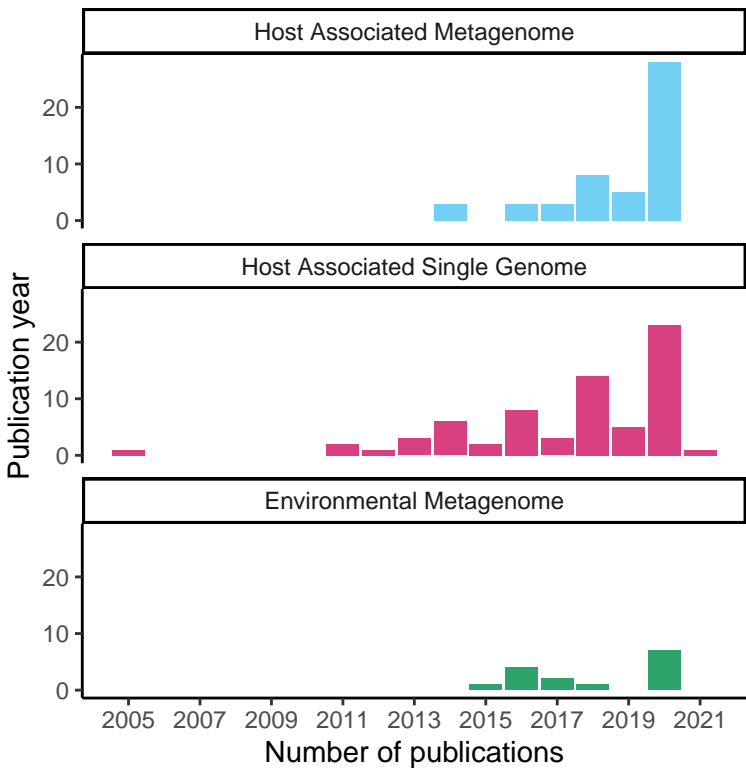 Host Associated Metagenome
20
10
0
Host Associated Single Genome
20
10
0
Environmental Metagenome
20
10
0
2005 2007 2009 2011 2013 2015 2017 2019 2021
Number of publications
Publication year